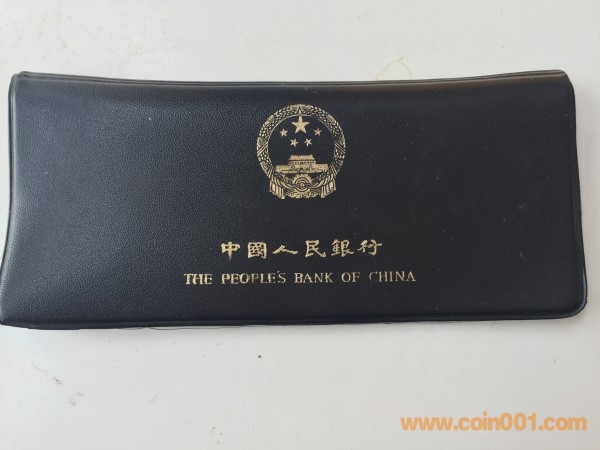 中國人民銀行
THE PEOPLE'S BANK OF CHINA
www.coin001.com